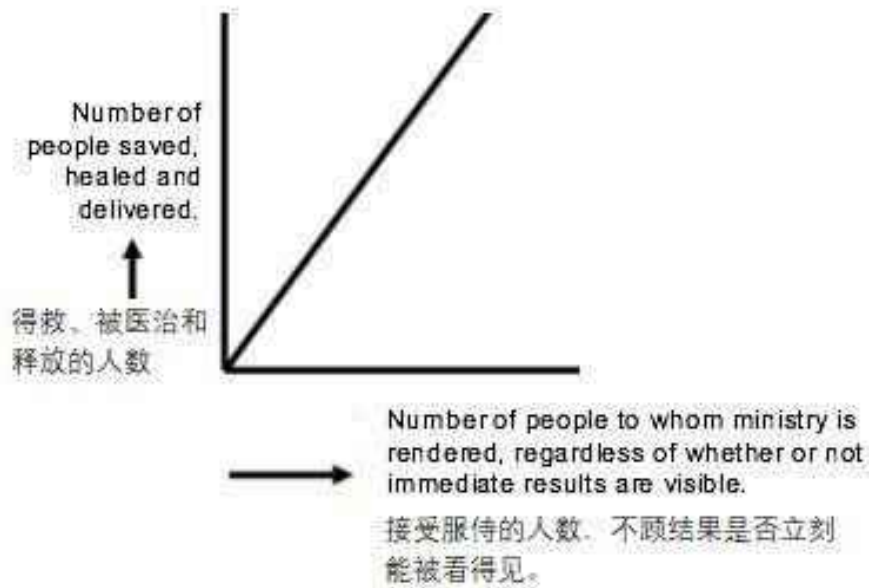 Number of
people saved,
healed and
delivered.
得救、被医治和
释放的人数
Number of people to whom ministry is
rendered, regardless of whether or not
immediate results are visible.
接受服侍的人数．不顾结果是否立刻
能被看得见。